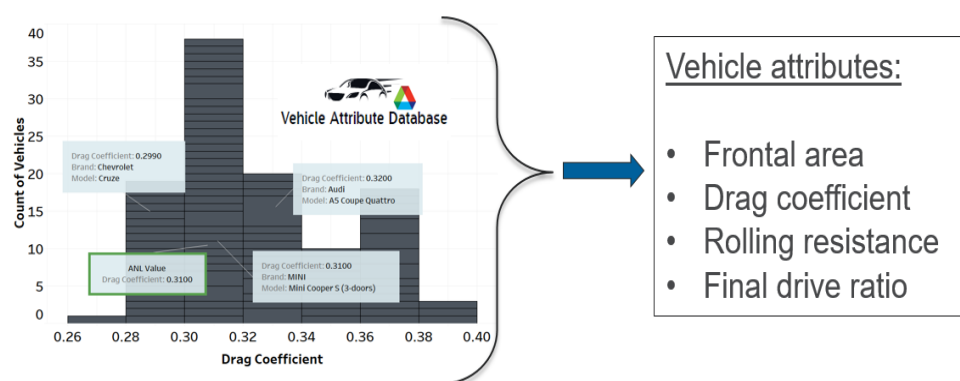 40
35
30
25
20
15
10
5
0
Count of Vehicles
0.26 0.28 0.30 0.32 0.34 0.36 0.38 0.40
Drag Coefficient
Vehicle Attribute Database
Drag Coefficient: 0.2990
Brand: Chevrolet
Model: Cruze
Drag Coefficient: 0.3200
Brand: Audi
Model: A5 Coupe Quattro
ANL Value
Drag Coefficient: 0.3100
Drag Coefficient: 0.3100
Brand: MINI
Model: Mini Cooper S (3-doors)
Vehicle attributes:
• Frontal area
• Drag coefficient
• Rolling resistance
• Final drive ratio